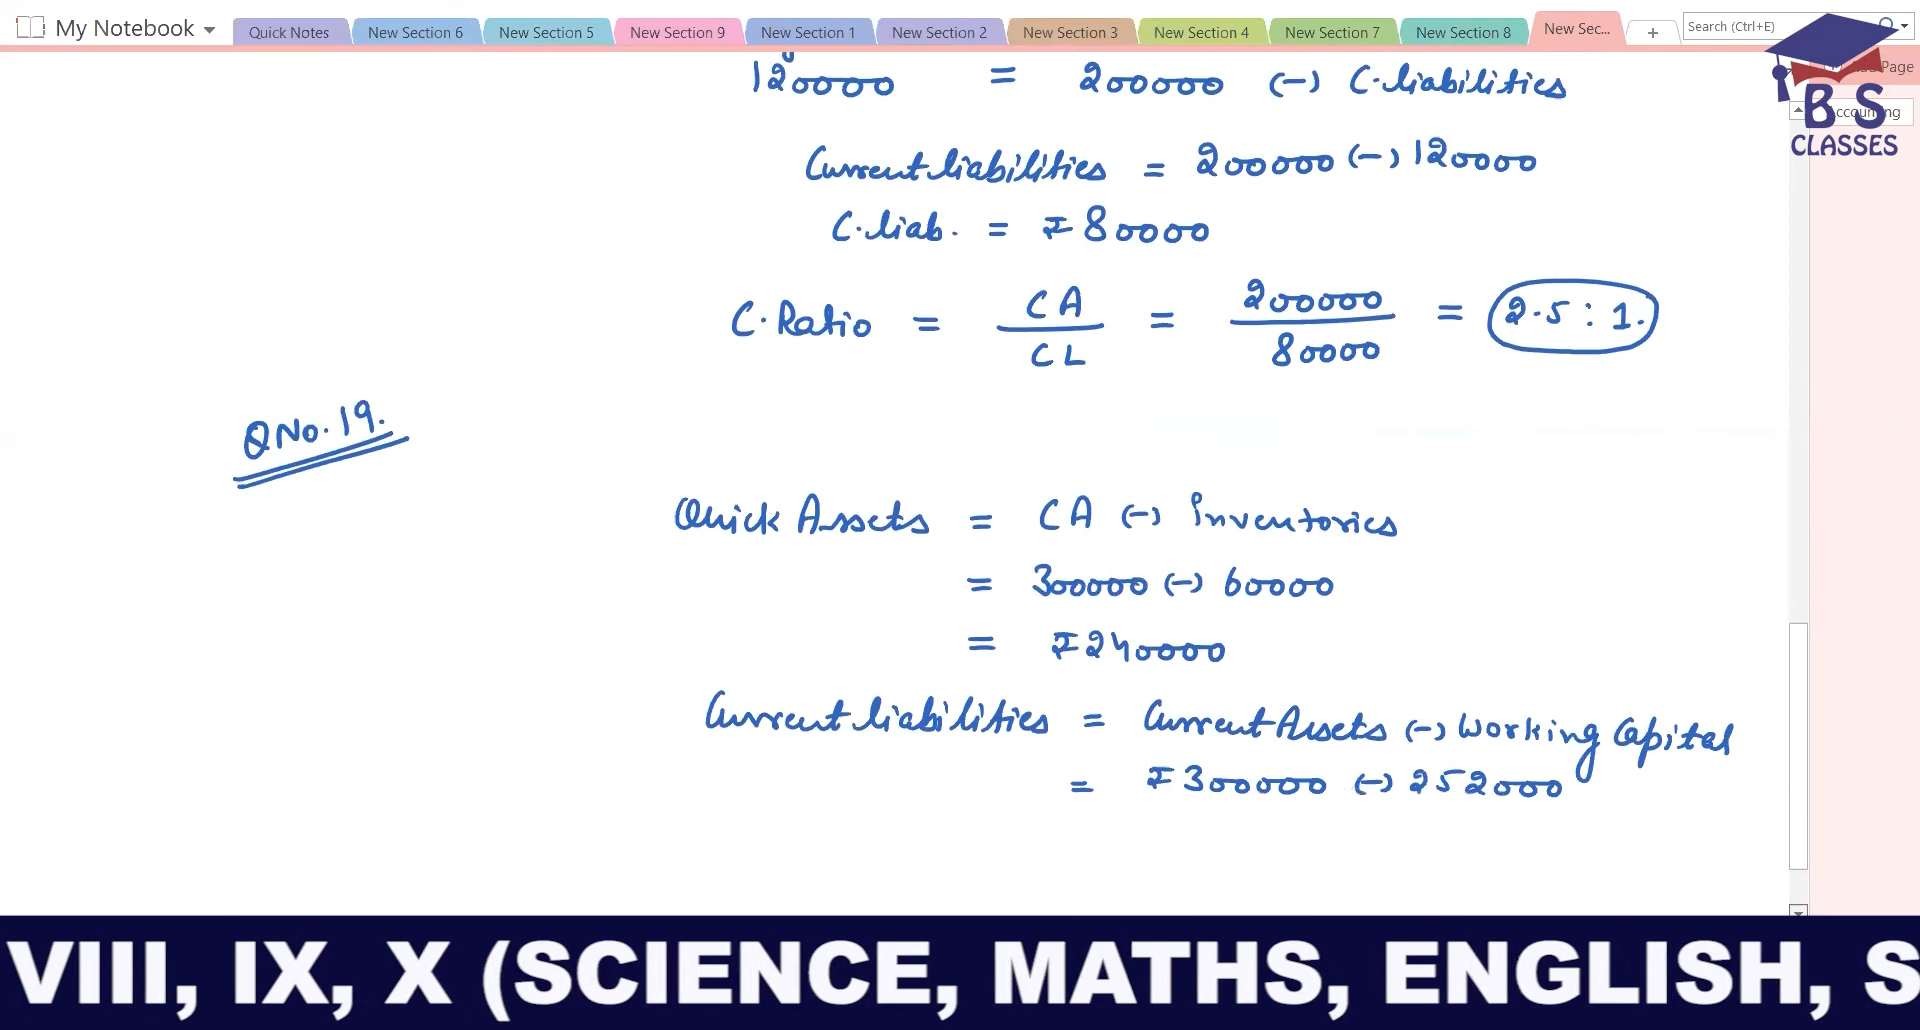 My Notebook
Quick Notes
New Section 6
New Section 5
New Section 9
New Section 1
New Section 2
New Section 3
New Section 4
New Section 7
New Section 8
New Sec...
+
Search (Ctrl+E)
Page
BS
CLASSES
120000 = 200000 (-) C.liabilities
Current liabilities = 200000 (-) 120000
C.liab. = ₹80000
C.Ratio = CA / CL = 200000 / 80000 = 2.5 : 1.
QNo. 19.
Quick Assets = CA (-) Inventories
= 300000 (-) 60000
= ₹240000
Current liabilities = Current Assets (-) Working Capital
= ₹300000 (-) 252000
VIII, IX, X (SCIENCE, MATHS, ENGLISH, S